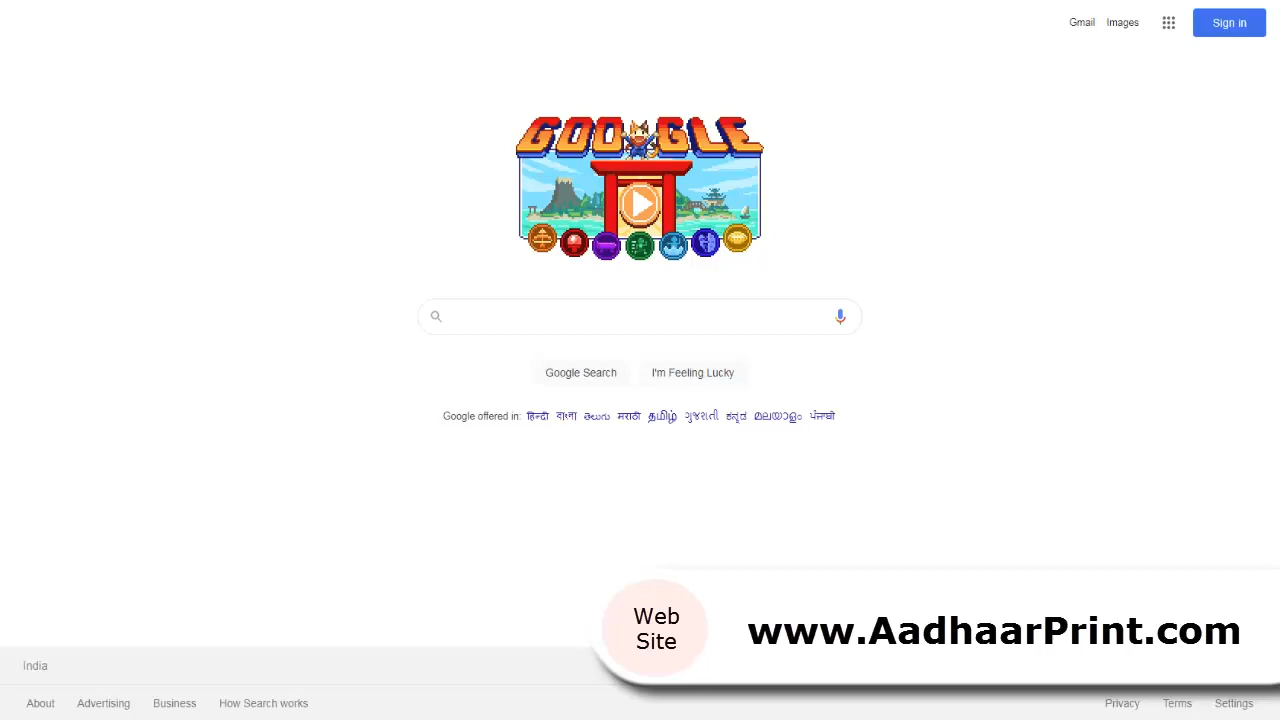 Gmail Images Sign in
GOOGLE
Google Search I'm Feeling Lucky
Google offered in: हिन्दी বাংলা తెలుగు मराठी தமிழ் ગુજરાતી ಕನ್ನಡ മലയാളം ਪੰਜਾਬੀ
Web
Site
www.AadhaarPrint.com
India
About Advertising Business How Search works Privacy Terms Settings